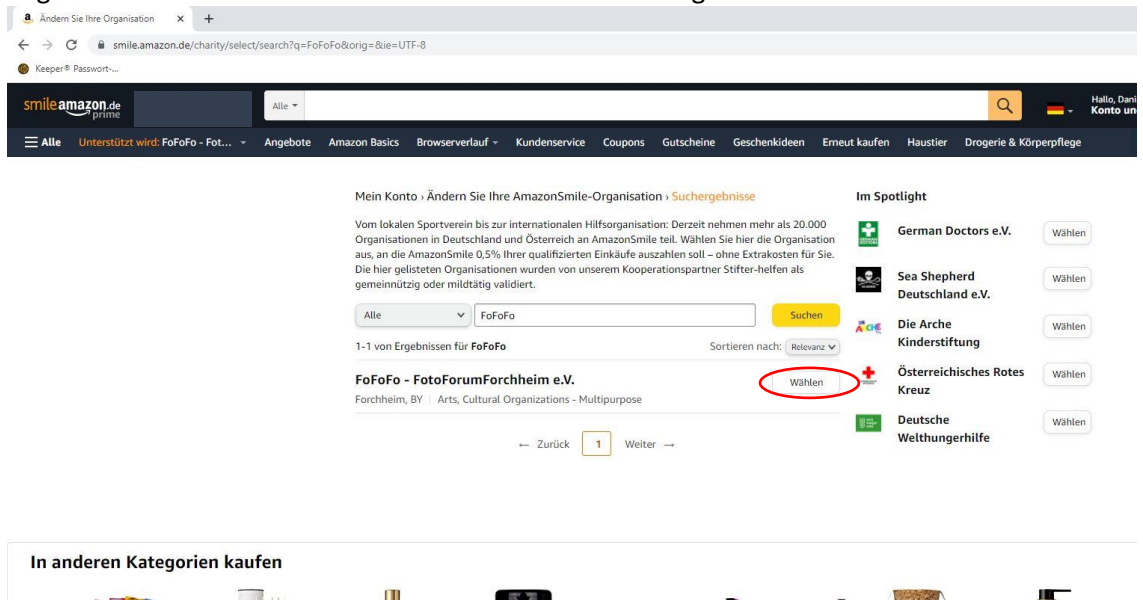 Ändern Sie Ihre Organisation
smile.amazon.de/charity/select/search?q=FoFoFo&orig=&ie=UTF-8
Keeper® Passwort-...
smile amazon.de
prime
Alle
Hallo, Dani
Konto un
Alle Unterstützt wird: FoFoFo - Fot... Angebote Amazon Basics Browserverlauf Kundenservice Coupons Gutscheine Geschenkideen Erneut kaufen Haustier Drogerie & Körperpflege
Mein Konto › Ändern Sie Ihre AmazonSmile-Organisation › Suchergebnisse
Vom lokalen Sportverein bis zur internationalen Hilfsorganisation: Derzeit nehmen mehr als 20.000
Organisationen in Deutschland und Österreich an AmazonSmile teil. Wählen Sie hier die Organisation
aus, an die AmazonSmile 0,5% Ihrer qualifizierten Einkäufe auszahlen soll – ohne Extrakosten für Sie.
Die hier gelisteten Organisationen wurden von unserem Kooperationspartner Stifter-helfen als
gemeinnützig oder mildtätig validiert.
Alle FoFoFo Suchen
1-1 von Ergebnissen für FoFoFo Sortieren nach: Relevanz
FoFoFo - FotoForumForchheim e.V. Wählen
Forchheim, BY | Arts, Cultural Organizations - Multipurpose
← Zurück 1 Weiter →
Im Spotlight
German Doctors e.V. Wählen
Sea Shepherd
Deutschland e.V.
Wählen
Die Arche
Kinderstiftung
Wählen
Österreichisches Rotes
Kreuz
Wählen
Deutsche
Welthungerhilfe
Wählen
In anderen Kategorien kaufen